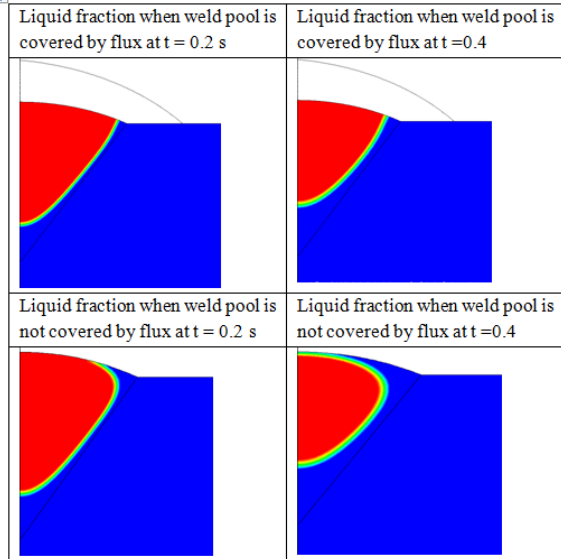 Liquid fraction when weld pool is
covered by flux at t = 0.2 s
Liquid fraction when weld pool is
covered by flux at t =0.4
Liquid fraction when weld pool is
not covered by flux at t = 0.2 s
Liquid fraction when weld pool is
not covered by flux at t =0.4